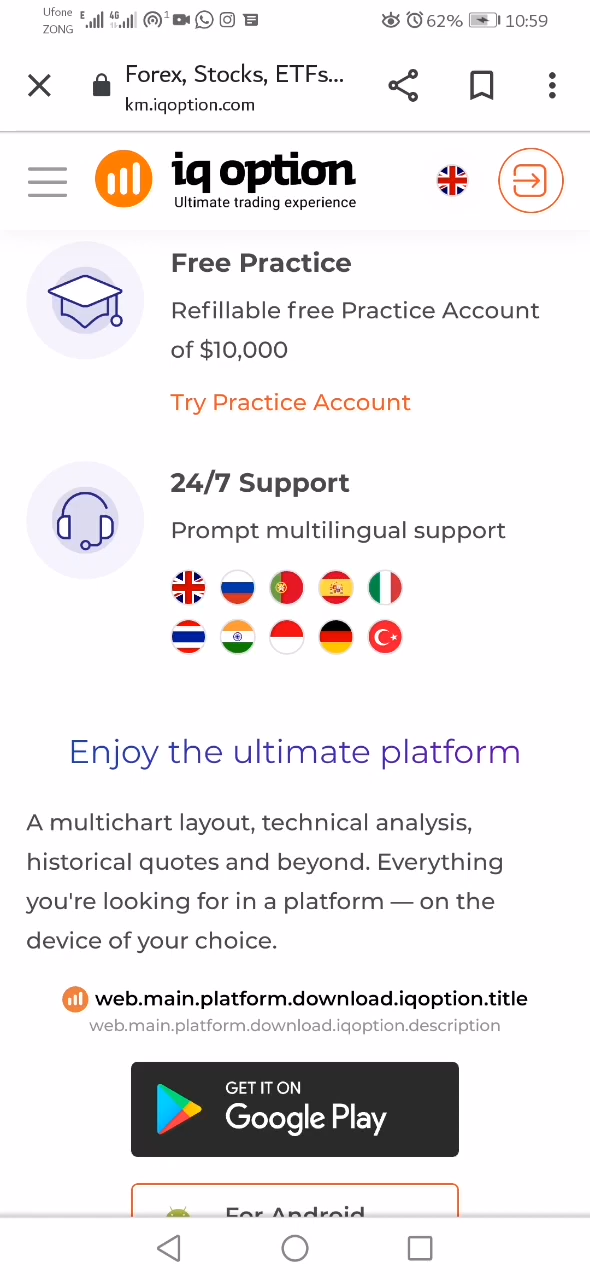 Ufone
ZONG
E
4G
1
62%
10:59
Forex, Stocks, ETFs...
km.iqoption.com
iq option
Ultimate trading experience
Free Practice
Refillable free Practice Account
of $10,000
Try Practice Account
24/7 Support
Prompt multilingual support
Enjoy the ultimate platform
A multichart layout, technical analysis,
historical quotes and beyond. Everything
you're looking for in a platform — on the
device of your choice.
web.main.platform.download.iqoption.title
web.main.platform.download.iqoption.description
GET IT ON
Google Play
For Android